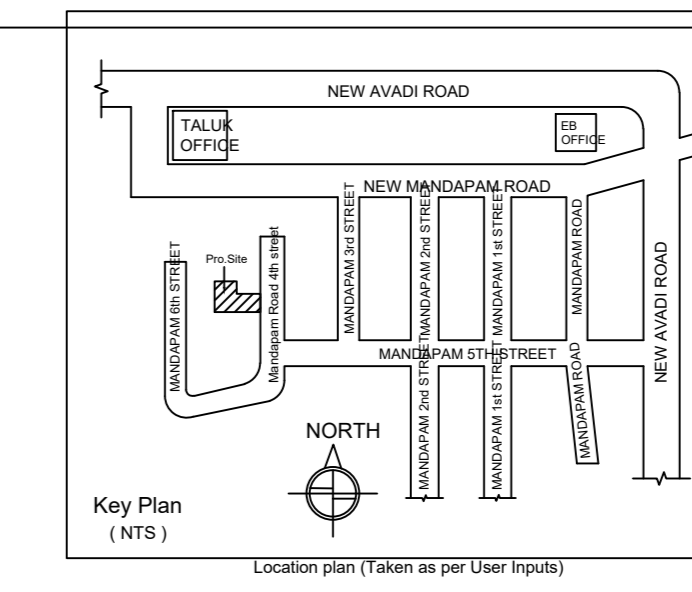 NEW AVADI ROAD
TALUK
OFFICE
EB
OFFICE
NEW MANDAPAM ROAD
MANDAPAM 6th STREET
Pro.Site
Mandapam Road 4th street
MANDAPAM 3rd STREET
MANDAPAM 2nd STREET
MANDAPAM 1st STREET
MANDAPAM ROAD
NEW AVADI ROAD
MANDAPAM 5TH STREET
MANDAPAM 2nd STREET
MANDAPAM 1st STREET
MANDAPAM ROAD
NORTH
Key Plan
( NTS )
Location plan (Taken as per User Inputs)